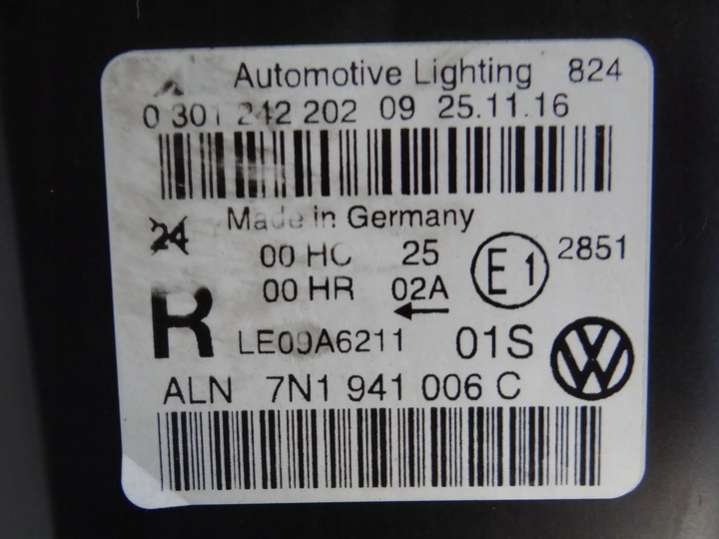 Automotive Lighting 824
0 301 242 202 09 25.11.16
24 Made in Germany
00 HC 25 E1 2851
00 HR 02A
R LE09A6211 01S VW
ALN 7N1 941 006 C